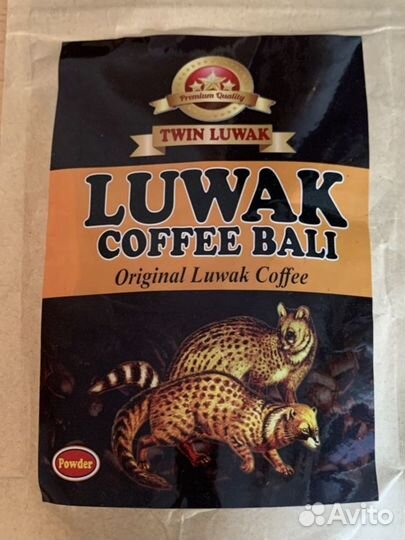 Premium Quality
TWIN LUWAK
LUWAK
COFFEE BALI
Original Luwak Coffee
Powder
Avito